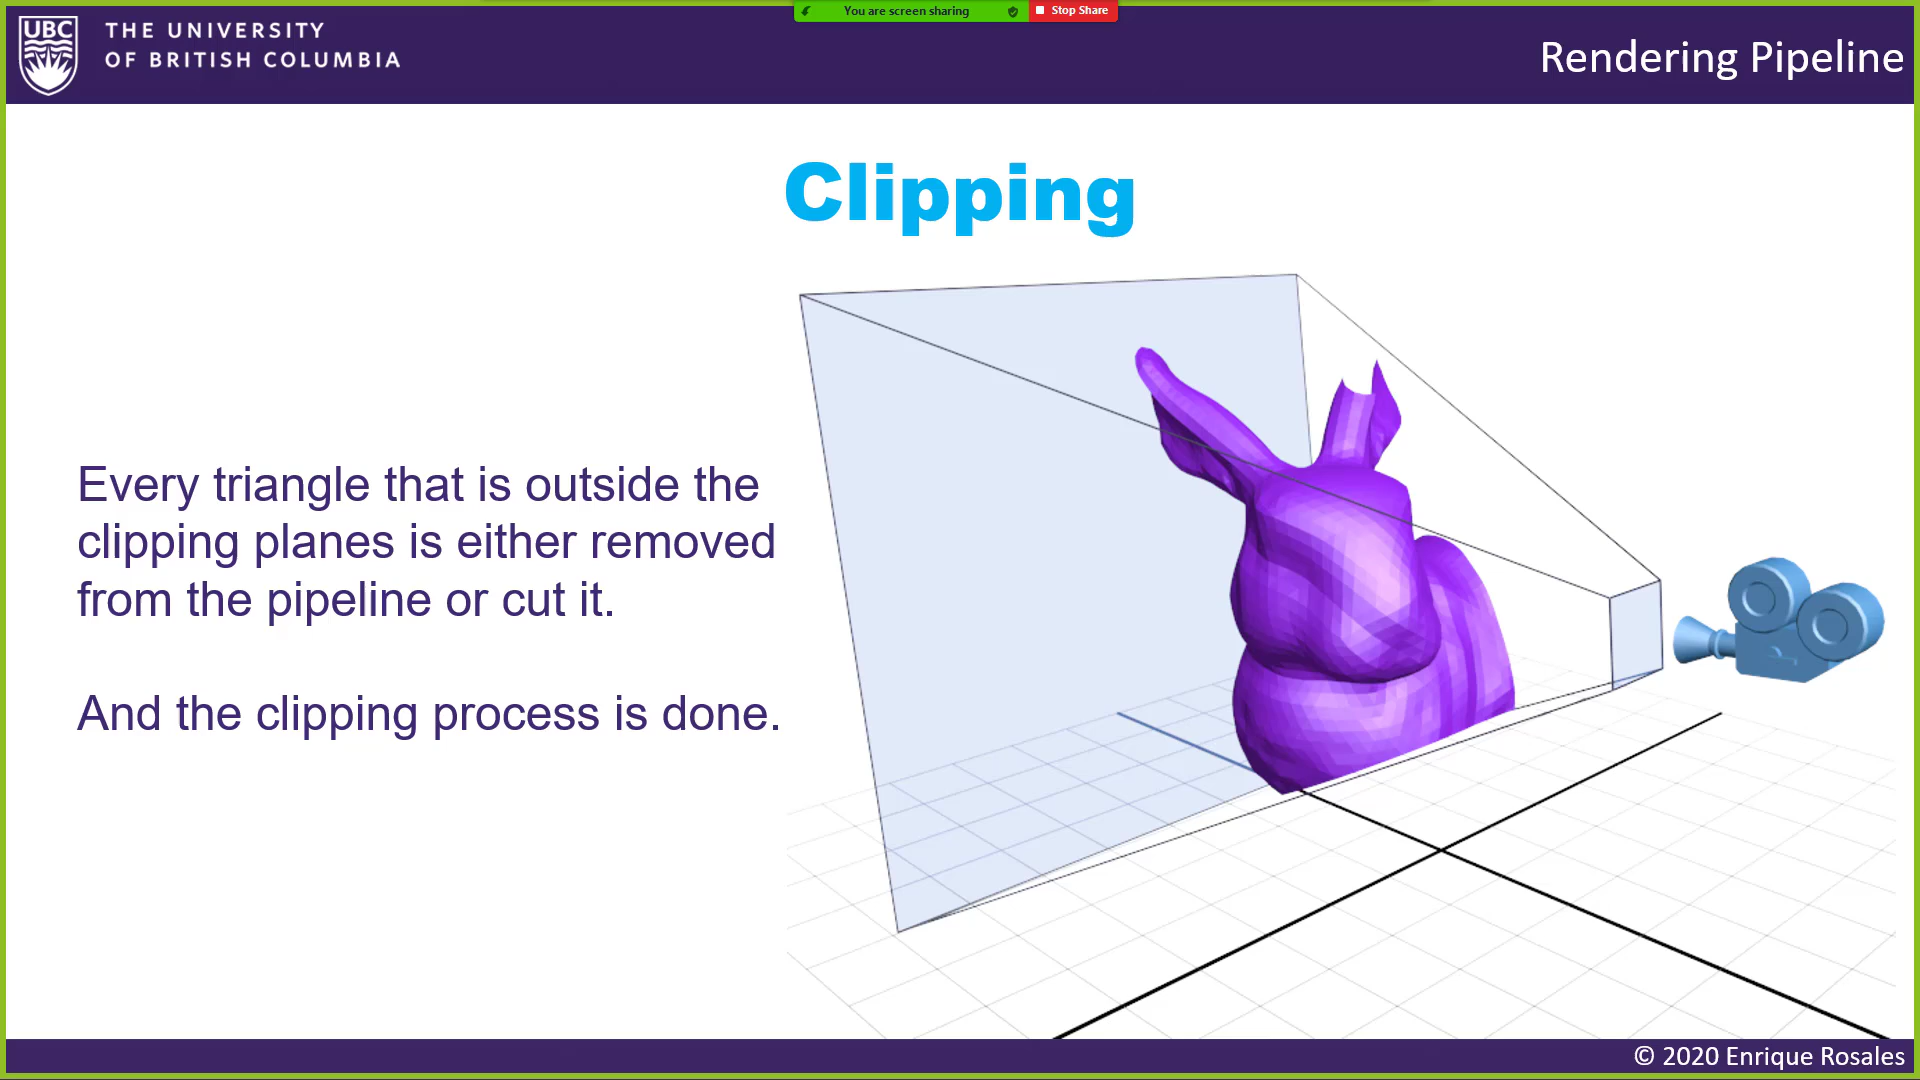 You are screen sharing
Stop Share
UBC
THE UNIVERSITY
OF BRITISH COLUMBIA
Rendering Pipeline
Clipping
Every triangle that is outside the
clipping planes is either removed
from the pipeline or cut it.
And the clipping process is done.
© 2020 Enrique Rosales